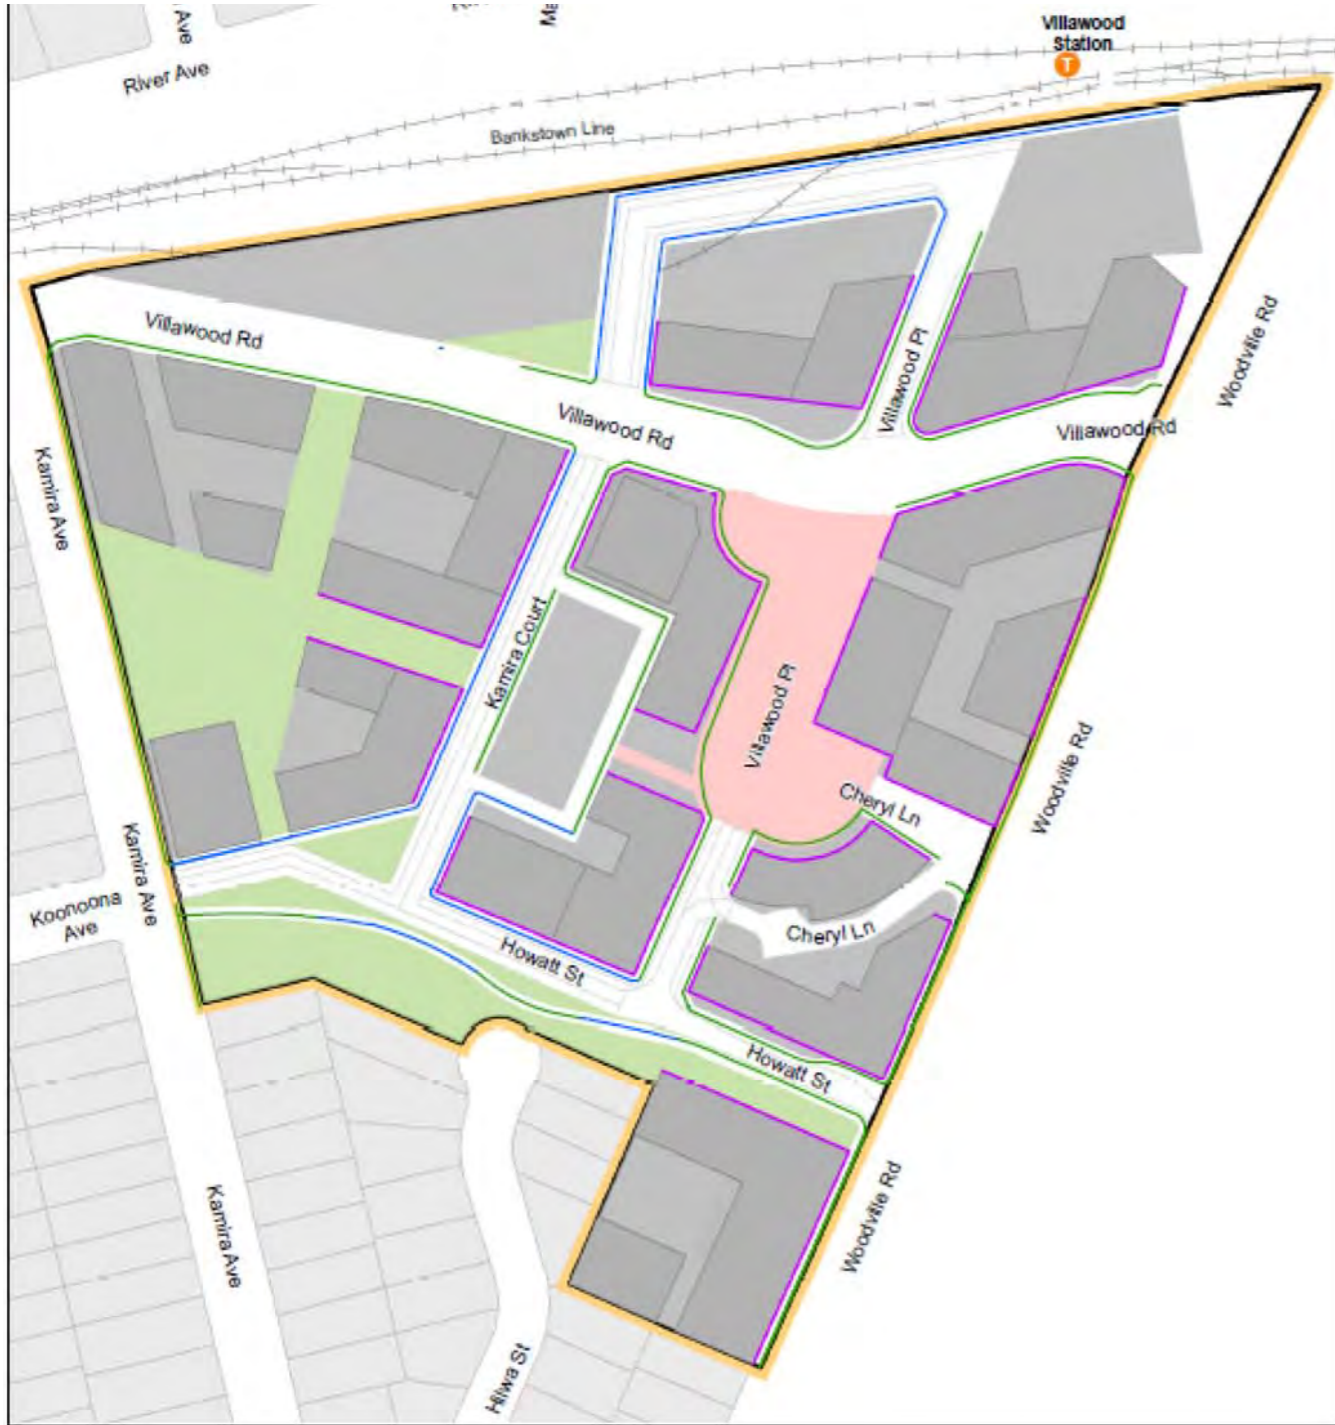 Ave
River Ave
Villawood
Station
T
Bankstown Line
Villawood Rd
Villawood Rd
Villawood Pl
Villawood Rd
Woodville Rd
Kamira Ave
Kamira Court
Villawood Pl
Woodville Rd
Cheryl Ln
Kamira Ave
Koonoona
Ave
Cheryl Ln
Howatt St
Howatt St
Kamira Ave
Woodville Rd
Hilwa St